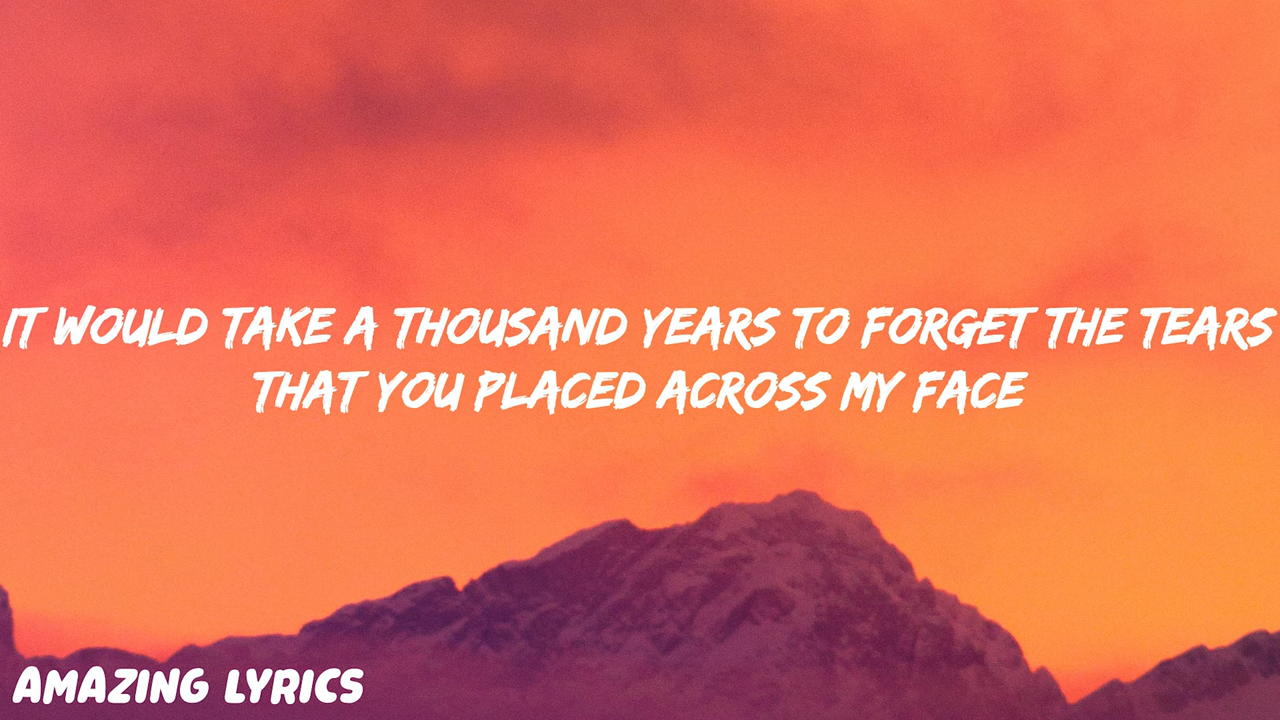 IT WOULD TAKE A THOUSAND YEARS TO FORGET THE TEARS
THAT YOU PLACED ACROSS MY FACE
AMAZING LYRICS